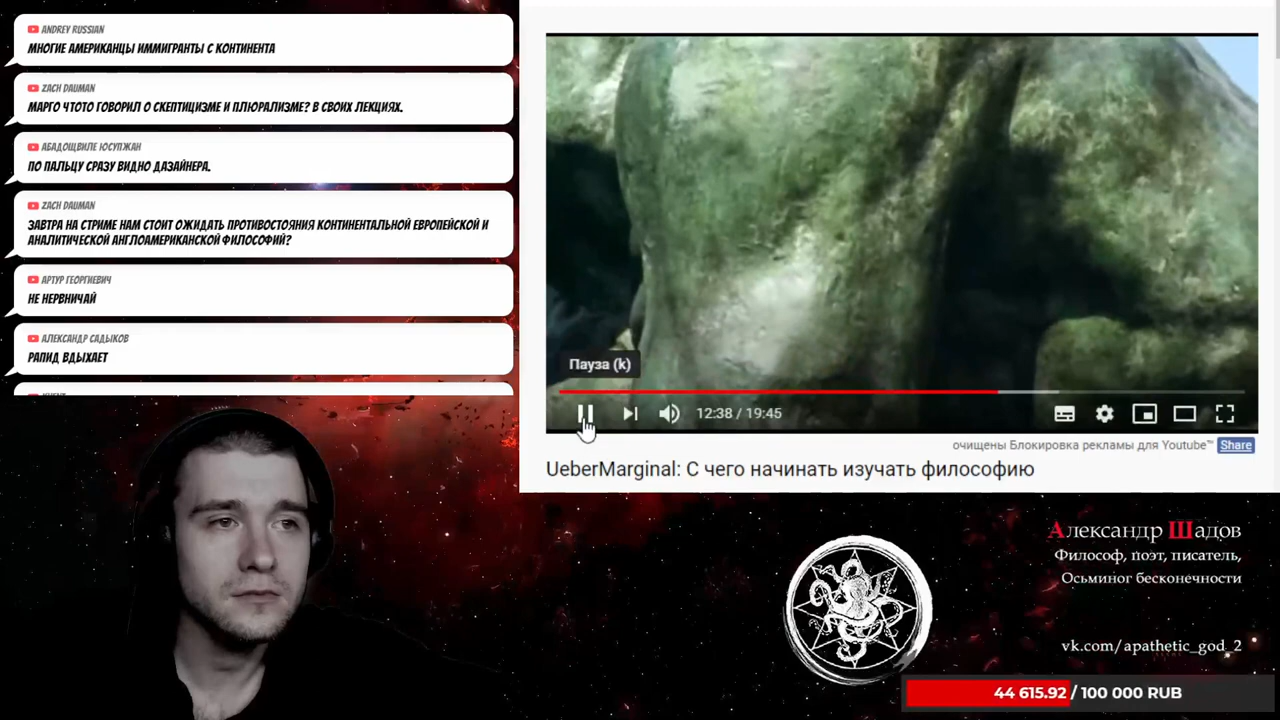 ANDREY RUSSIAN
МНОГИЕ АМЕРИКАНЦЫ ИММИГРАНТЫ С КОНТИНЕНТА
ZACH DAUMAN
МАРГО ЧТОТО ГОВОРИЛ О СКЕПТИЦИЗМЕ И ПЛЮРАЛИЗМЕ? В СВОИХ ЛЕКЦИЯХ.
АБАДОЩВИЛЕ ЮСУПЖАН
ПО ПАЛЬЦУ СРАЗУ ВИДНО ДАЗАЙНЕРА.
ZACH DAUMAN
ЗАВТРА НА СТРИМЕ НАМ СТОИТ ОЖИДАТЬ ПРОТИВОСТОЯНИЯ КОНТИНЕНТАЛЬНОЙ ЕВРОПЕЙСКОЙ И
АНАЛИТИЧЕСКОЙ АНГЛОАМЕРИКАНСКОЙ ФИЛОСОФИЙ?
АРТУР ГЕОРГИЕВИЧ
НЕ НЕРВНИЧАЙ
АЛЕКСАНДР САДЫКОВ
РАПИД ВДЫХАЕТ
Пауза (k)
12:38 / 19:45
очищены Блокировка рекламы для Youtube™ Share
UeberMarginal: С чего начинать изучать философию
Александр Шадов
Философ, поэт, писатель,
Осьминог бесконечности
vk.com/apathetic_god_2
44 615.92 / 100 000 RUB